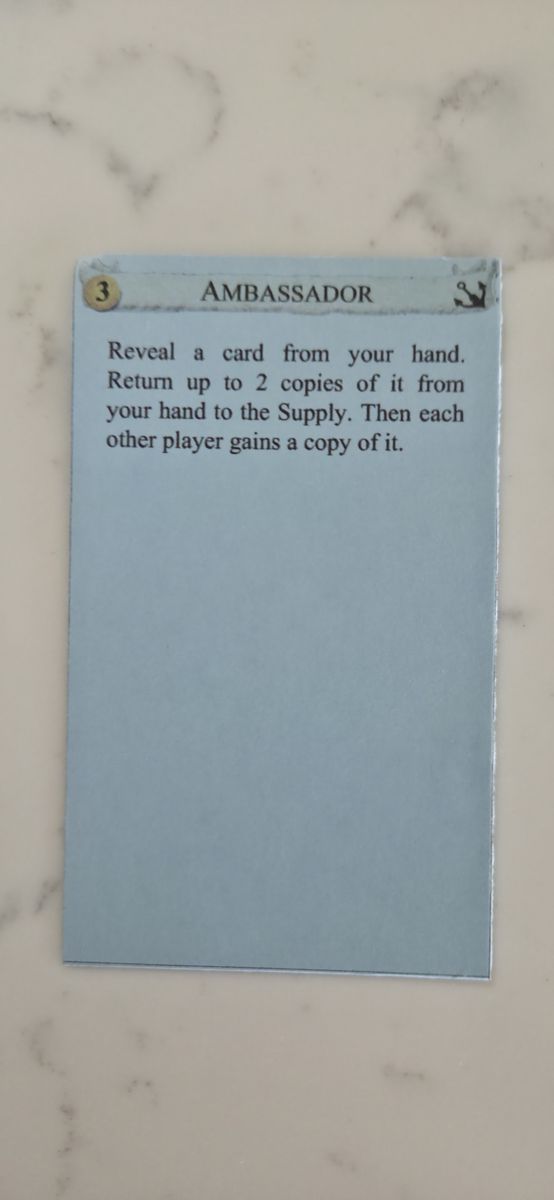 3 AMBASSADOR
Reveal a card from your hand.
Return up to 2 copies of it from
your hand to the Supply. Then each
other player gains a copy of it.